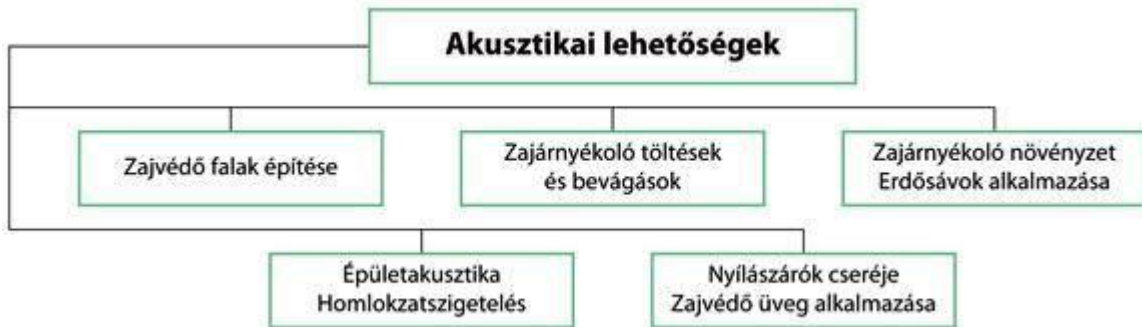 Akusztikai lehetőségek
Zajvédő falak építése
Zajárnyékoló töltések
és bevágások
Zajárnyékoló növényzet
Erdősávok alkalmazása
Épületakusztika
Homlokzatszigetelés
Nyílászárók cseréje
Zajvédő üveg alkalmazása